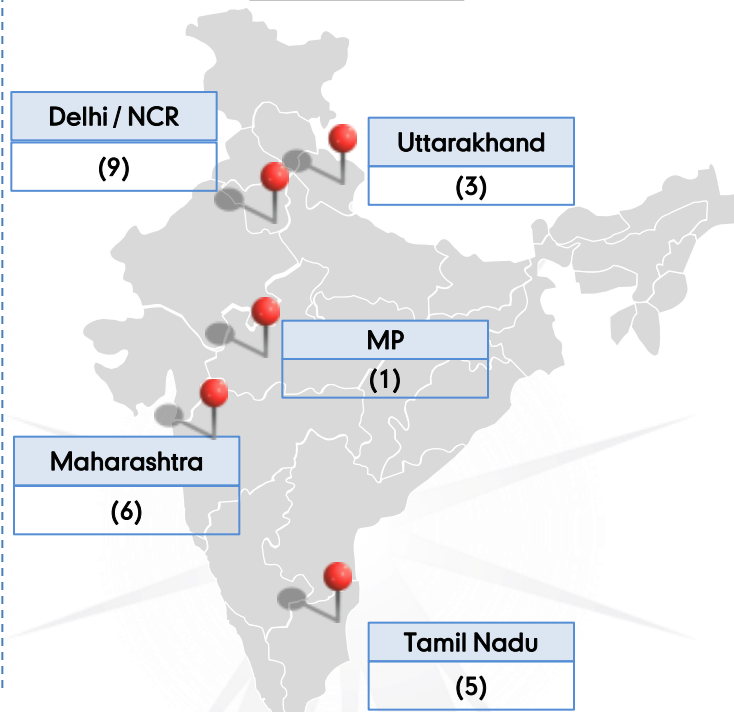 Delhi / NCR
(9)
Uttarakhand
(3)
MP
(1)
Maharashtra
(6)
Tamil Nadu
(5)